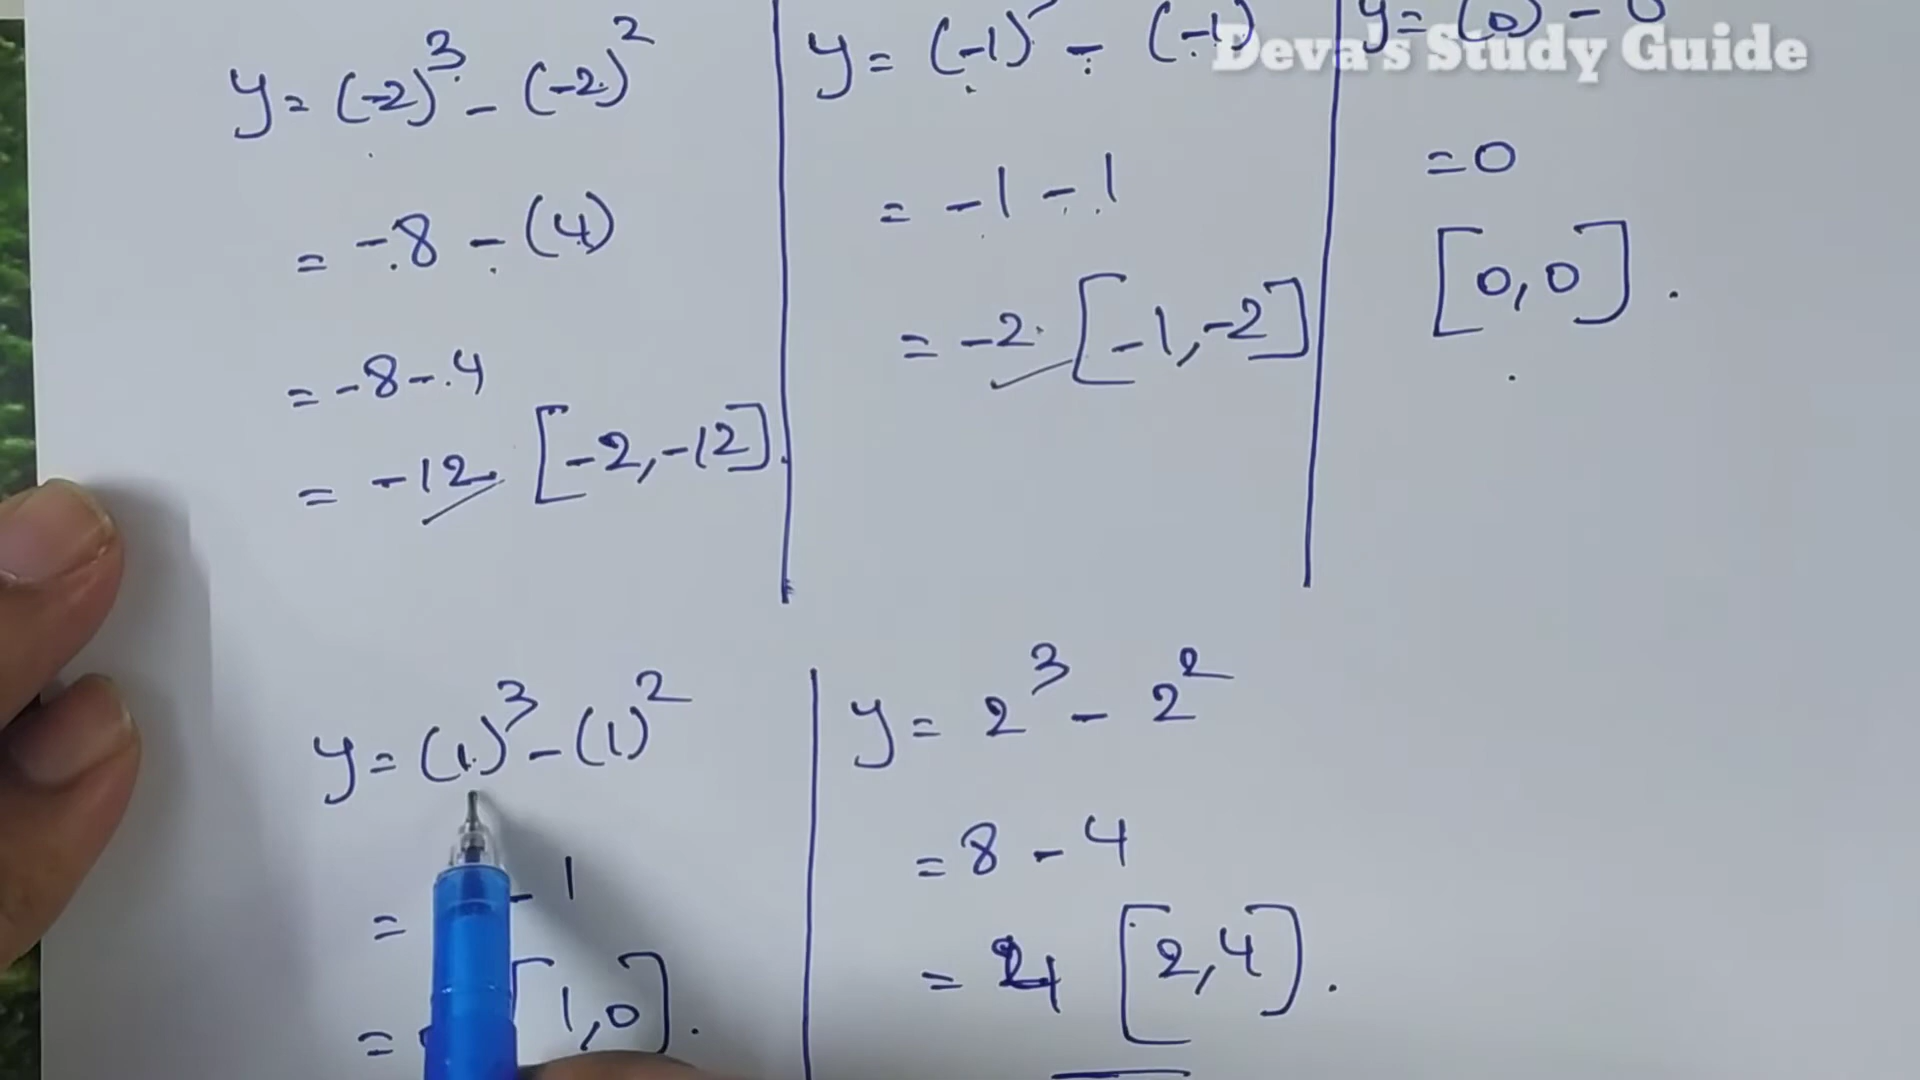 Deva's Study Guide
y= (-2)³ - (-2)²
= -8 - (4)
= -8-4
= -12 [-2,-12].
y= (-1) - (-1)
= -1 -1
= -2 [-1,-2]
y= (0) - 0
=0
[0,0].
y= (1)³ - (1)²
= - 1
= [1,0].
y= 2³ - 2²
= 8 - 4
= 4 [2,4].